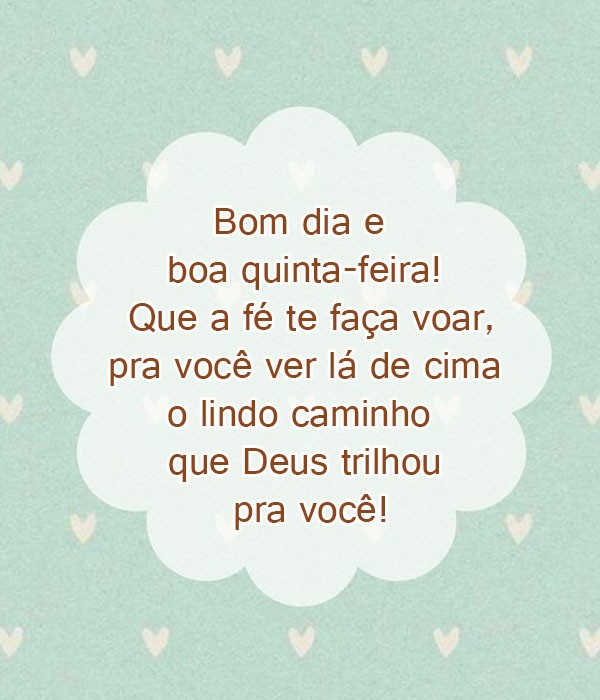 Bom dia e
boa quinta-feira!
Que a fé te faça voar,
pra você ver lá de cima
o lindo caminho
que Deus trilhou
pra você!